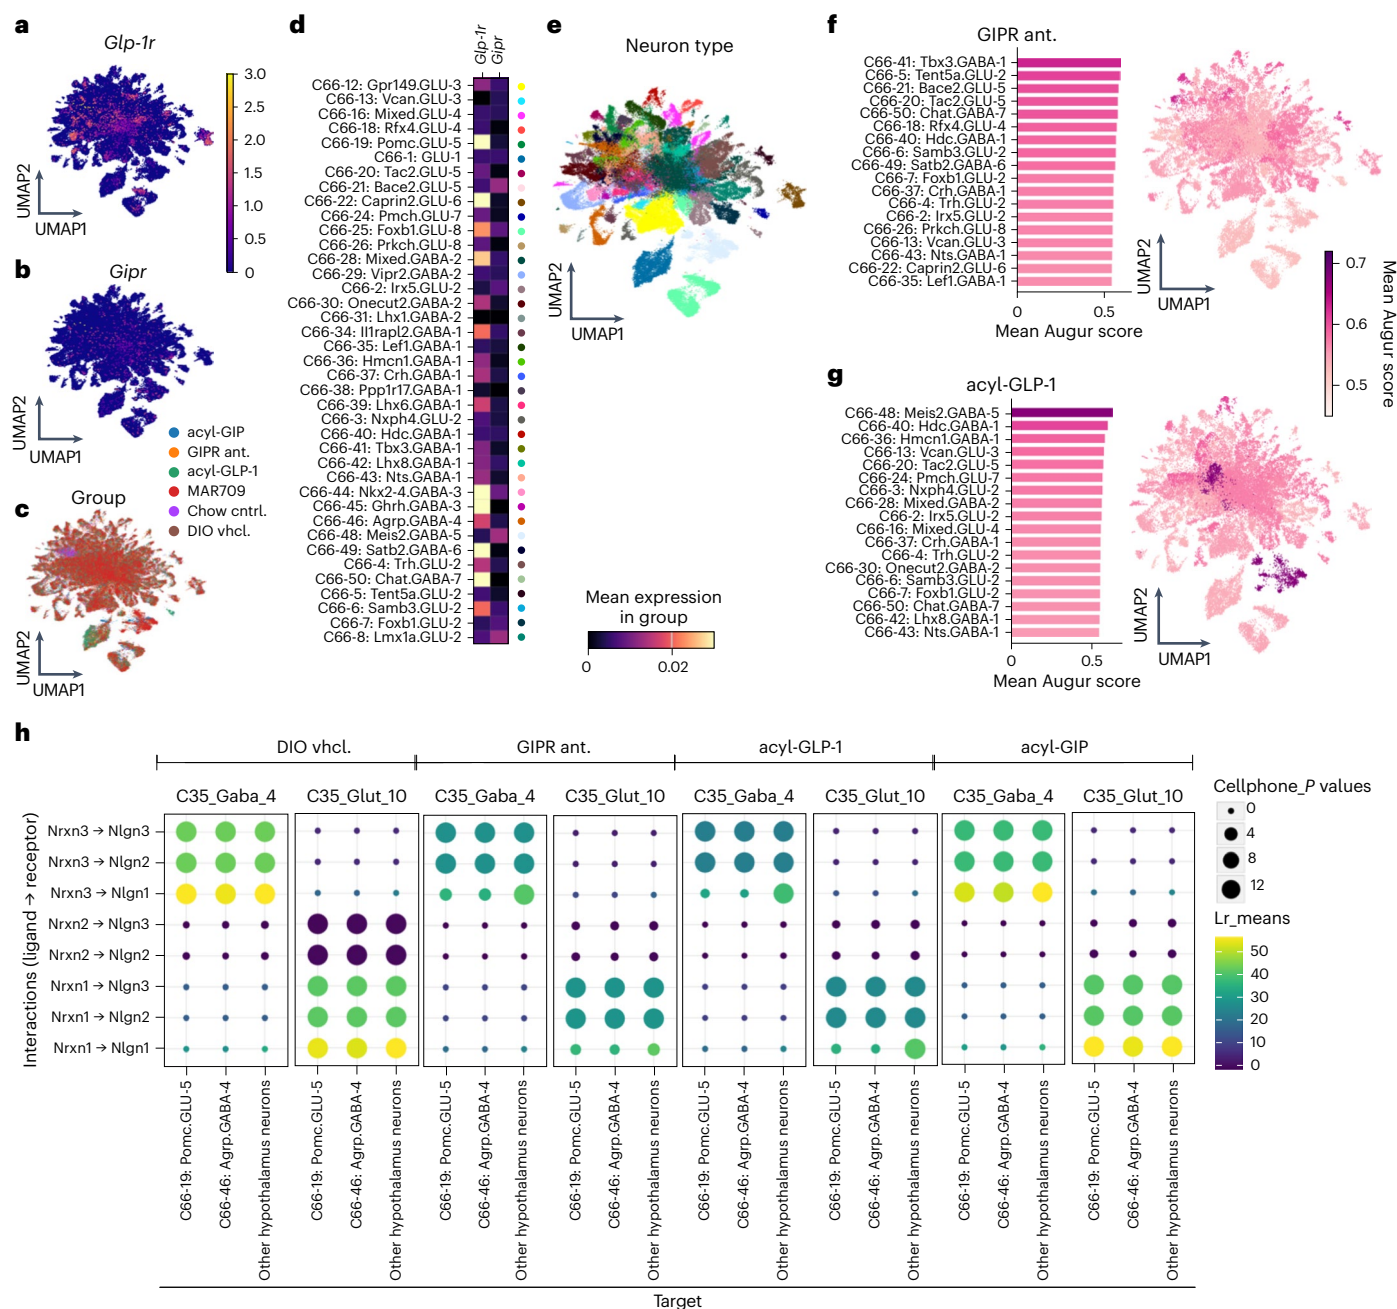 a
Glp-1r
3.0
2.5
2.0
1.5
1.0
0.5
0
UMAP2
UMAP1
b
Gipr
UMAP2
UMAP1
acyl-GIP
GIPR ant.
acyl-GLP-1
MAR709
Chow cntrl.
DIO vhcl.
c
Group
UMAP2
UMAP1
d
Glp-1r
Gipr
C66-12: Gpr149.GLU-3
C66-13: Vcan.GLU-3
C66-16: Mixed.GLU-4
C66-18: Rfx4.GLU-4
C66-19: Pomc.GLU-5
C66-1: GLU-1
C66-20: Tac2.GLU-5
C66-21: Bace2.GLU-5
C66-22: Caprin2.GLU-6
C66-24: Pmch.GLU-7
C66-25: Foxb1.GLU-8
C66-26: Prkch.GLU-8
C66-28: Mixed.GABA-2
C66-29: Vipr2.GABA-2
C66-2: Irx5.GLU-2
C66-30: Onecut2.GABA-2
C66-31: Lhx1.GABA-2
C66-34: Il1rapl2.GABA-1
C66-35: Lef1.GABA-1
C66-36: Hmcn1.GABA-1
C66-37: Crh.GABA-1
C66-38: Ppp1r17.GABA-1
C66-39: Lhx6.GABA-1
C66-3: Nxph4.GLU-2
C66-40: Hdc.GABA-1
C66-41: Tbx3.GABA-1
C66-42: Lhx8.GABA-1
C66-43: Nts.GABA-1
C66-44: Nkx2-4.GABA-3
C66-45: Ghrh.GABA-3
C66-46: Agrp.GABA-4
C66-48: Meis2.GABA-5
C66-49: Satb2.GABA-6
C66-4: Trh.GLU-2
C66-50: Chat.GABA-7
C66-5: Tent5a.GLU-2
C66-6: Samb3.GLU-2
C66-7: Foxb1.GLU-2
C66-8: Lmx1a.GLU-2
e
Neuron type
UMAP2
UMAP1
Mean expression
in group
0
0.02
f
GIPR ant.
C66-41: Tbx3.GABA-1
C66-5: Tent5a.GLU-2
C66-21: Bace2.GLU-5
C66-20: Tac2.GLU-5
C66-50: Chat.GABA-7
C66-18: Rfx4.GLU-4
C66-40: Hdc.GABA-1
C66-6: Samb3.GLU-2
C66-49: Satb2.GABA-6
C66-7: Foxb1.GLU-2
C66-37: Crh.GABA-1
C66-4: Trh.GLU-2
C66-2: Irx5.GLU-2
C66-26: Prkch.GLU-8
C66-13: Vcan.GLU-3
C66-43: Nts.GABA-1
C66-22: Caprin2.GLU-6
C66-35: Lef1.GABA-1
0
0.5
Mean Augur score
UMAP2
UMAP1
0.7
0.6
0.5
Mean Augur score
g
acyl-GLP-1
C66-48: Meis2.GABA-5
C66-40: Hdc.GABA-1
C66-36: Hmcn1.GABA-1
C66-13: Vcan.GLU-3
C66-20: Tac2.GLU-5
C66-24: Pmch.GLU-7
C66-3: Nxph4.GLU-2
C66-28: Mixed.GABA-2
C66-2: Irx5.GLU-2
C66-16: Mixed.GLU-4
C66-37: Crh.GABA-1
C66-4: Trh.GLU-2
C66-30: Onecut2.GABA-2
C66-6: Samb3.GLU-2
C66-7: Foxb1.GLU-2
C66-50: Chat.GABA-7
C66-42: Lhx8.GABA-1
C66-43: Nts.GABA-1
0
0.5
Mean Augur score
UMAP2
UMAP1
h
DIO vhcl.
GIPR ant.
acyl-GLP-1
acyl-GIP
C35_Gaba_4
C35_Glut_10
C35_Gaba_4
C35_Glut_10
C35_Gaba_4
C35_Glut_10
C35_Gaba_4
C35_Glut_10
Interactions (ligand → receptor)
Nrxn3 → Nlgn3
Nrxn3 → Nlgn2
Nrxn3 → Nlgn1
Nrxn2 → Nlgn3
Nrxn2 → Nlgn2
Nrxn1 → Nlgn3
Nrxn1 → Nlgn2
Nrxn1 → Nlgn1
C66-19: Pomc.GLU-5
C66-46: Agrp.GABA-4
Other hypothalamus neurons
C66-19: Pomc.GLU-5
C66-46: Agrp.GABA-4
Other hypothalamus neurons
C66-19: Pomc.GLU-5
C66-46: Agrp.GABA-4
Other hypothalamus neurons
C66-19: Pomc.GLU-5
C66-46: Agrp.GABA-4
Other hypothalamus neurons
C66-19: Pomc.GLU-5
C66-46: Agrp.GABA-4
Other hypothalamus neurons
C66-19: Pomc.GLU-5
C66-46: Agrp.GABA-4
Other hypothalamus neurons
C66-19: Pomc.GLU-5
C66-46: Agrp.GABA-4
Other hypothalamus neurons
C66-19: Pomc.GLU-5
C66-46: Agrp.GABA-4
Other hypothalamus neurons
Target
Cellphone_P values
0
4
8
12
Lr_means
50
40
30
20
10
0